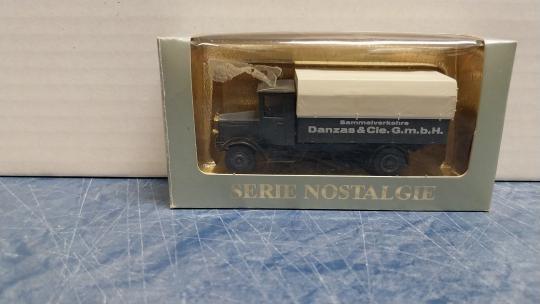 Sammelverkehre
Danzas & Cie. G.m.b.H.
SERIE NOSTALGIE